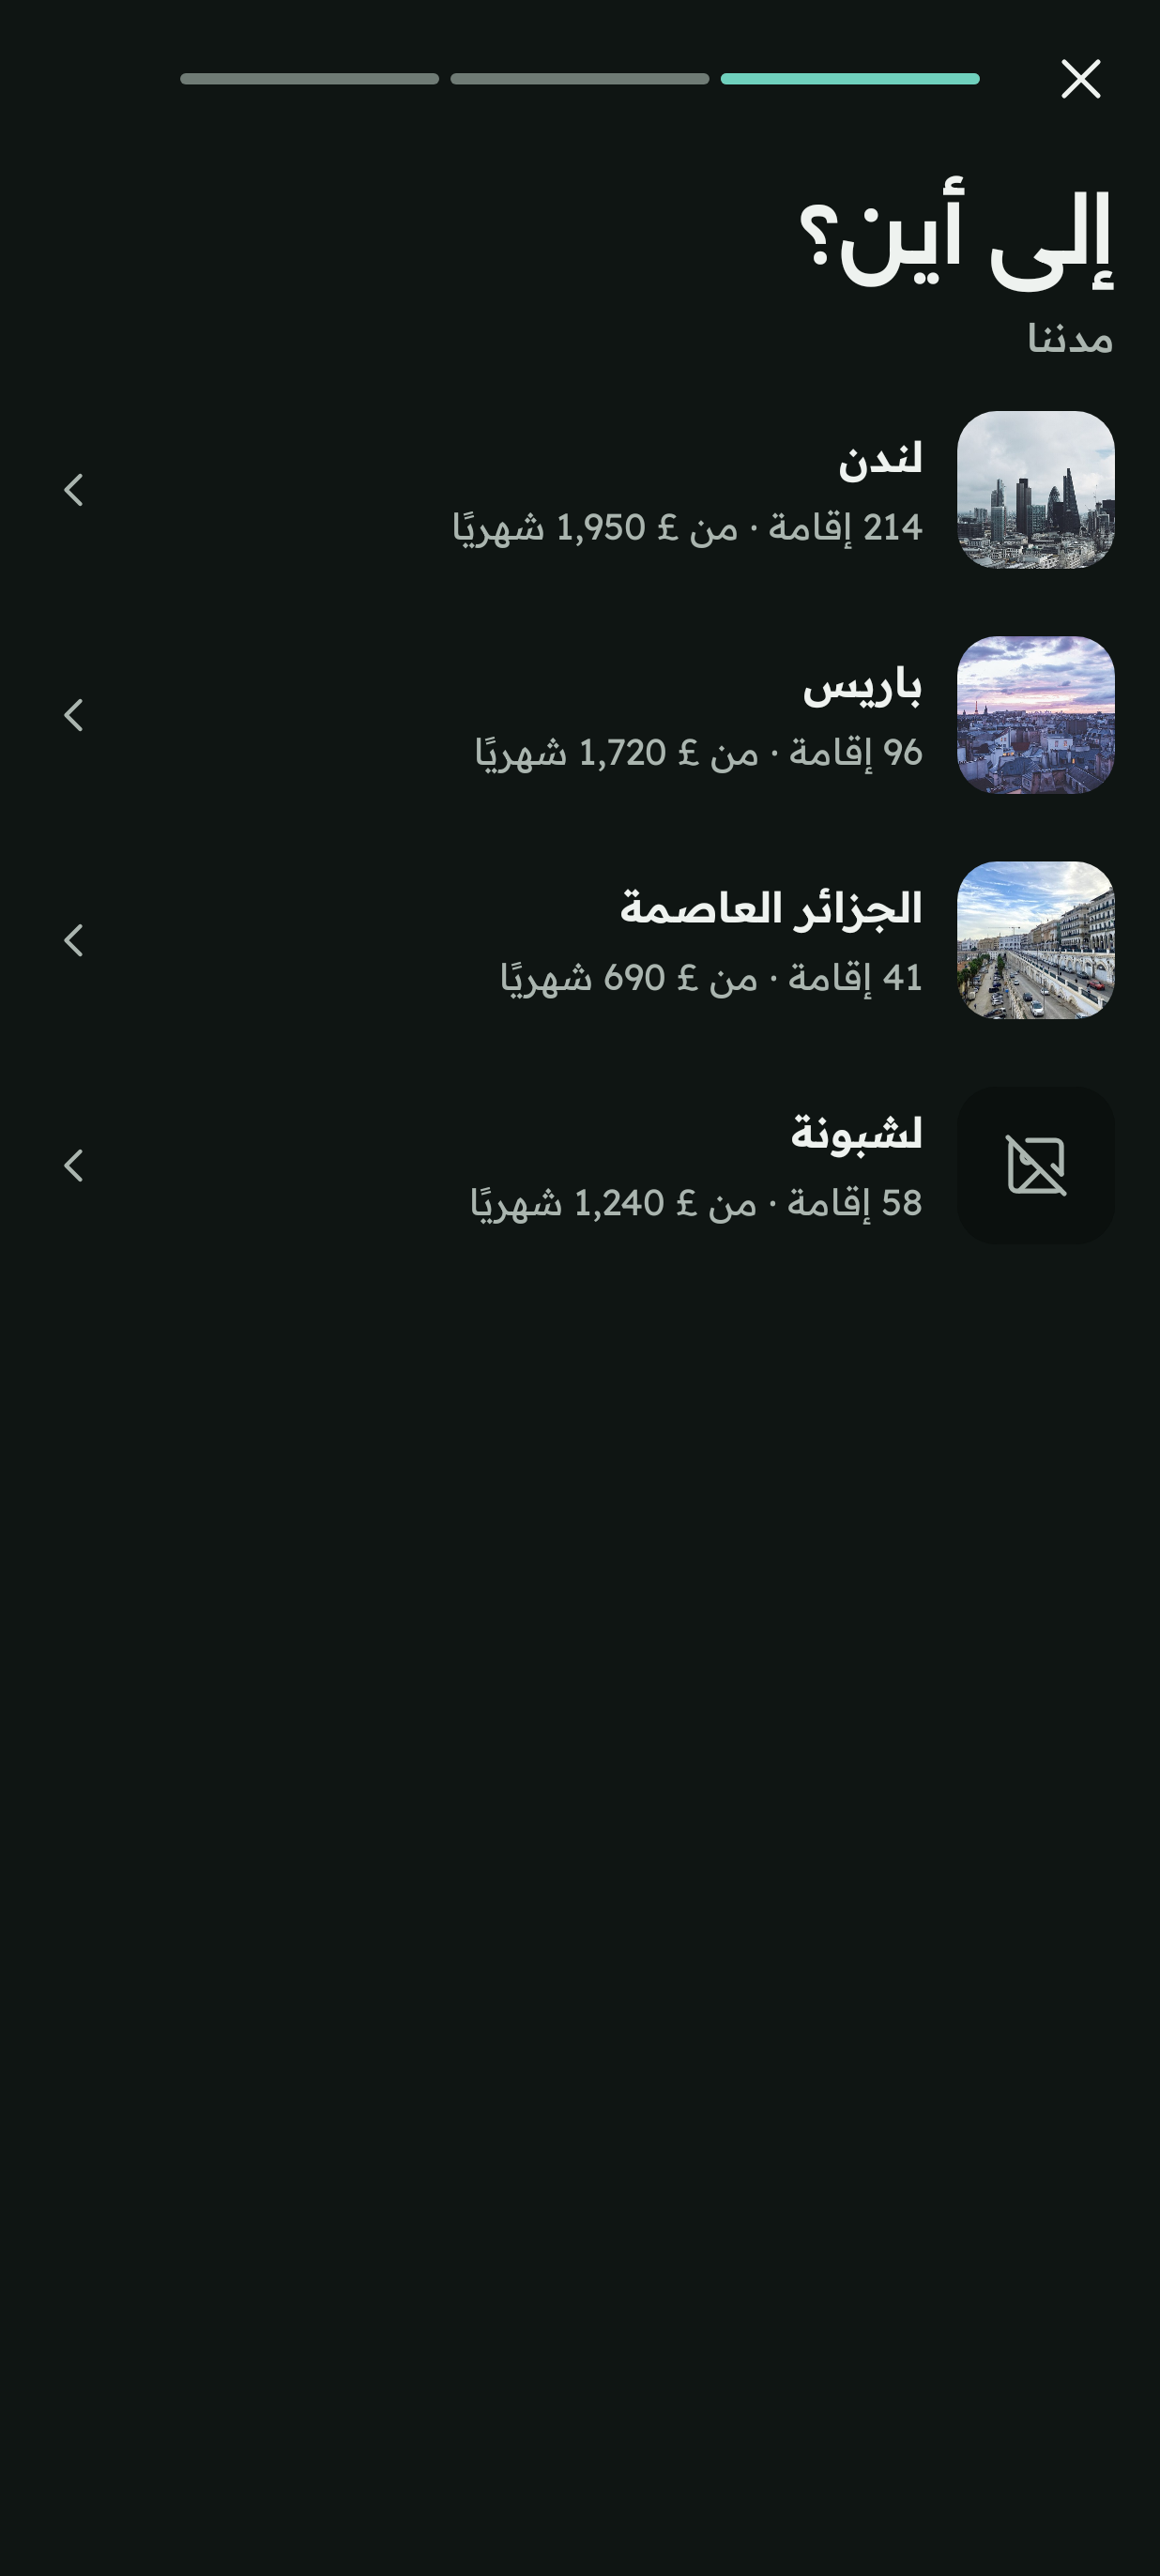 إلى أين؟
مدننا
لندن
214 إقامة · من £ 1,950 شهريًا
باريس
96 إقامة · من £ 1,720 شهريًا
الجزائر العاصمة
41 إقامة · من £ 690 شهريًا
لشبونة
58 إقامة · من £ 1,240 شهريًا